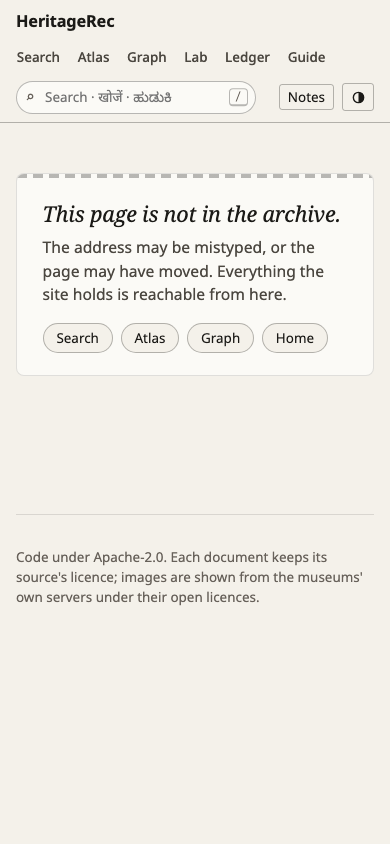 HeritageRec
Search Atlas Graph Lab Ledger Guide
Search · खोजें · ಹುಡುಕಿ /
Notes
This page is not in the archive.
The address may be mistyped, or the
page may have moved. Everything the
site holds is reachable from here.
Search Atlas Graph Home
Code under Apache-2.0. Each document keeps its
source's licence; images are shown from the museums'
own servers under their open licences.